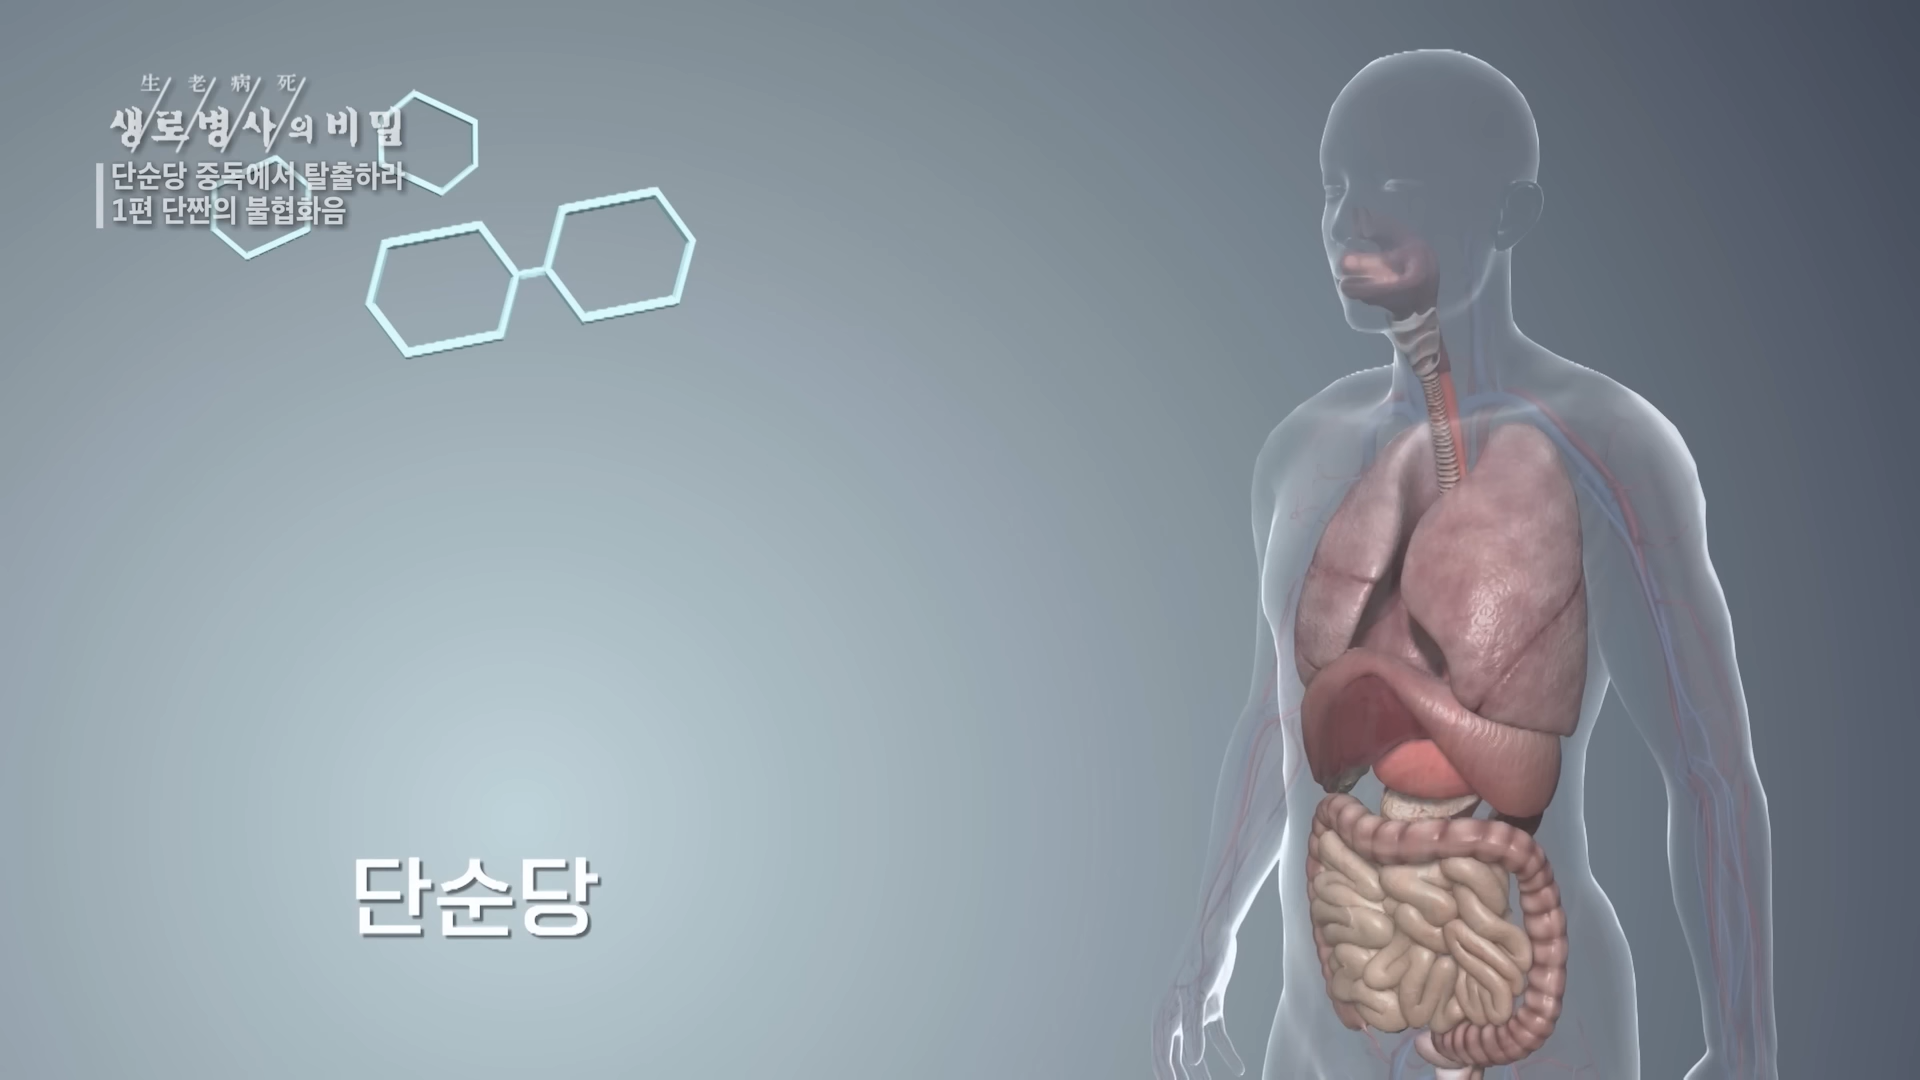 生 老 病 死
생로병사의 비밀
단순당 중독에서 탈출하라
1편 단짠의 불협화음
단순당